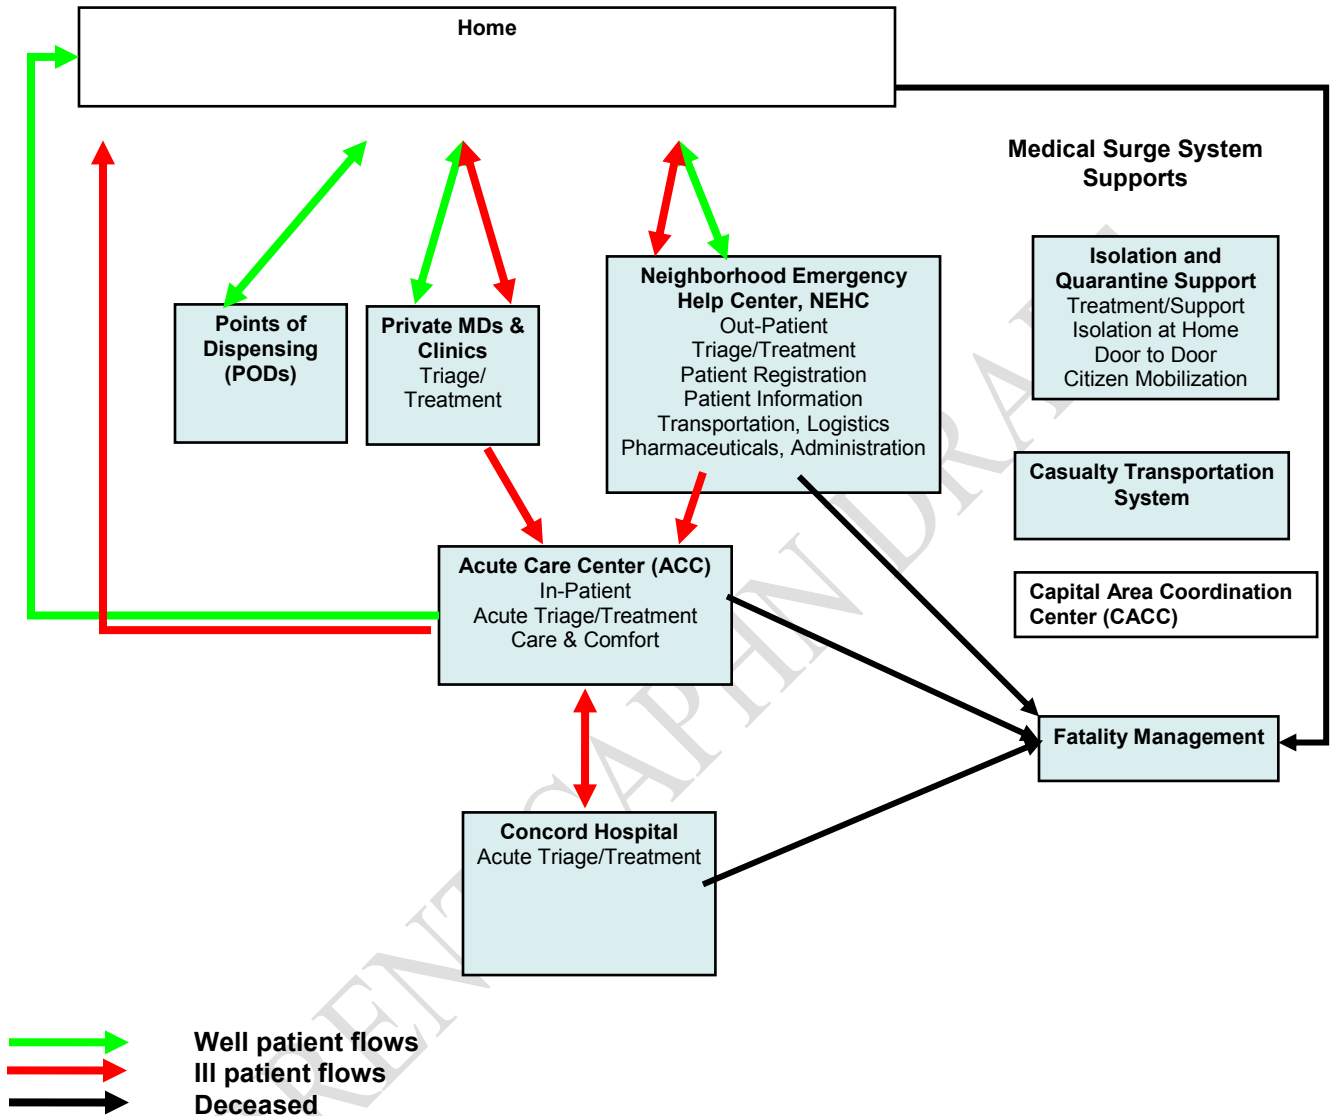 Home
Medical Surge System
Supports
Isolation and
Quarantine Support
Treatment/Support
Isolation at Home
Door to Door
Citizen Mobilization
Neighborhood Emergency
Help Center, NEHC
Out-Patient
Triage/Treatment
Patient Registration
Patient Information
Transportation, Logistics
Pharmaceuticals, Administration
Points of
Dispensing
(PODs)
Private MDs &
Clinics
Triage/
Treatment
Casualty Transportation
System
Acute Care Center (ACC)
In-Patient
Acute Triage/Treatment
Care & Comfort
Capital Area Coordination
Center (CACC)
Fatality Management
Concord Hospital
Acute Triage/Treatment
Well patient flows
Ill patient flows
Deceased
RENT CAPHN DRAFT